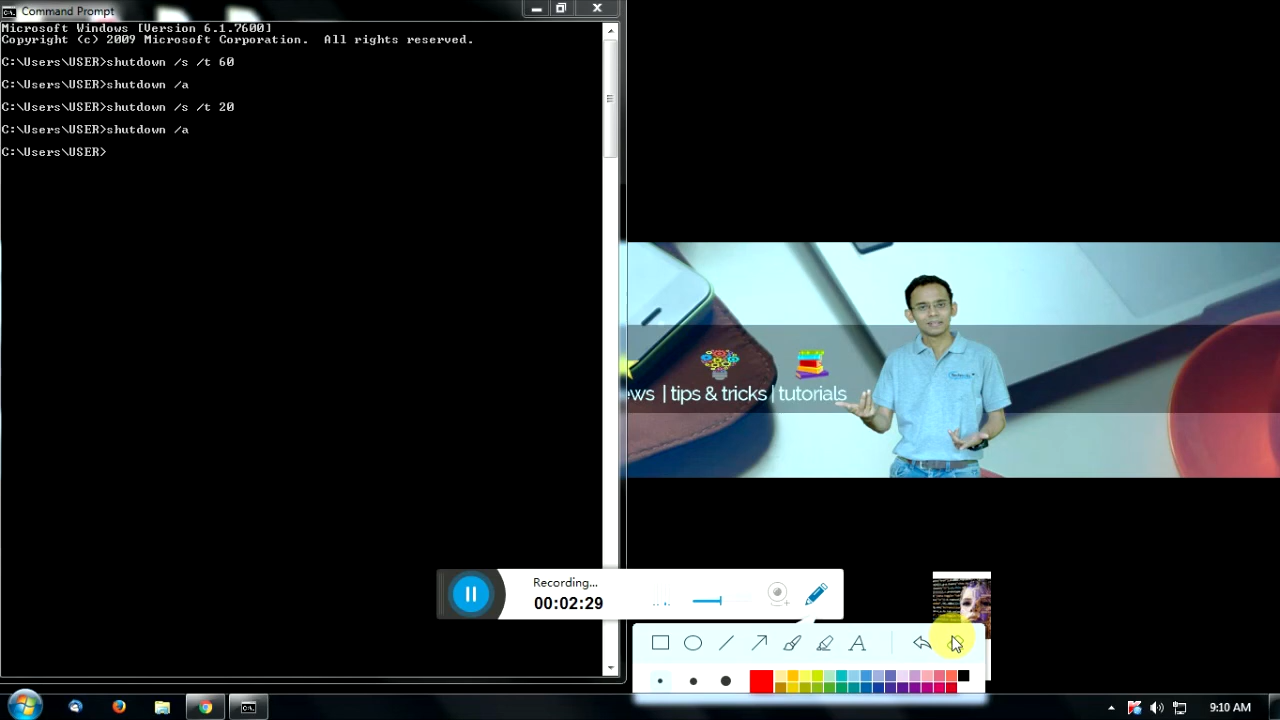 Command Prompt
Microsoft Windows [Version 6.1.7600]
Copyright (c) 2009 Microsoft Corporation.  All rights reserved.
C:\Users\USER>shutdown /s /t 60
C:\Users\USER>shutdown /a
C:\Users\USER>shutdown /s /t 20
C:\Users\USER>shutdown /a
C:\Users\USER>
ws | tips & tricks | tutorials
Recording...
00:02:29
A
9:10 AM